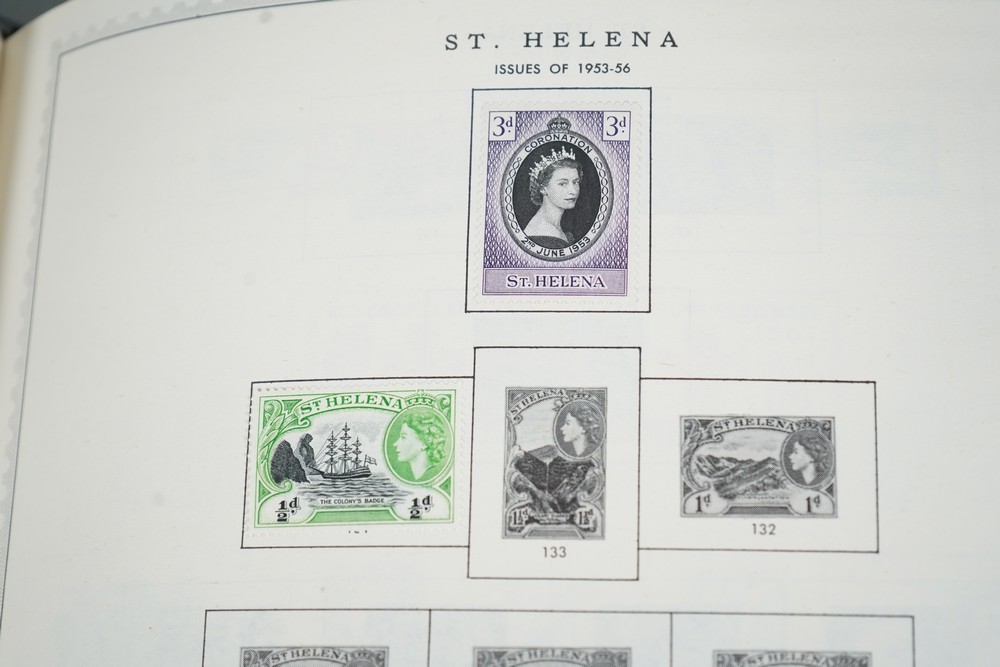 ST. HELENA
ISSUES OF 1953-56
3d. 3d.
CORONATION
2ND JUNE 1953
ST. HELENA
ST HELENA
THE COLONY'S BADGE
½d ½d
ST HELENA
1½d 1½d
133
ST HELENA
1d 1d
132
ST HELENA
ST HELENA
ST HELENA